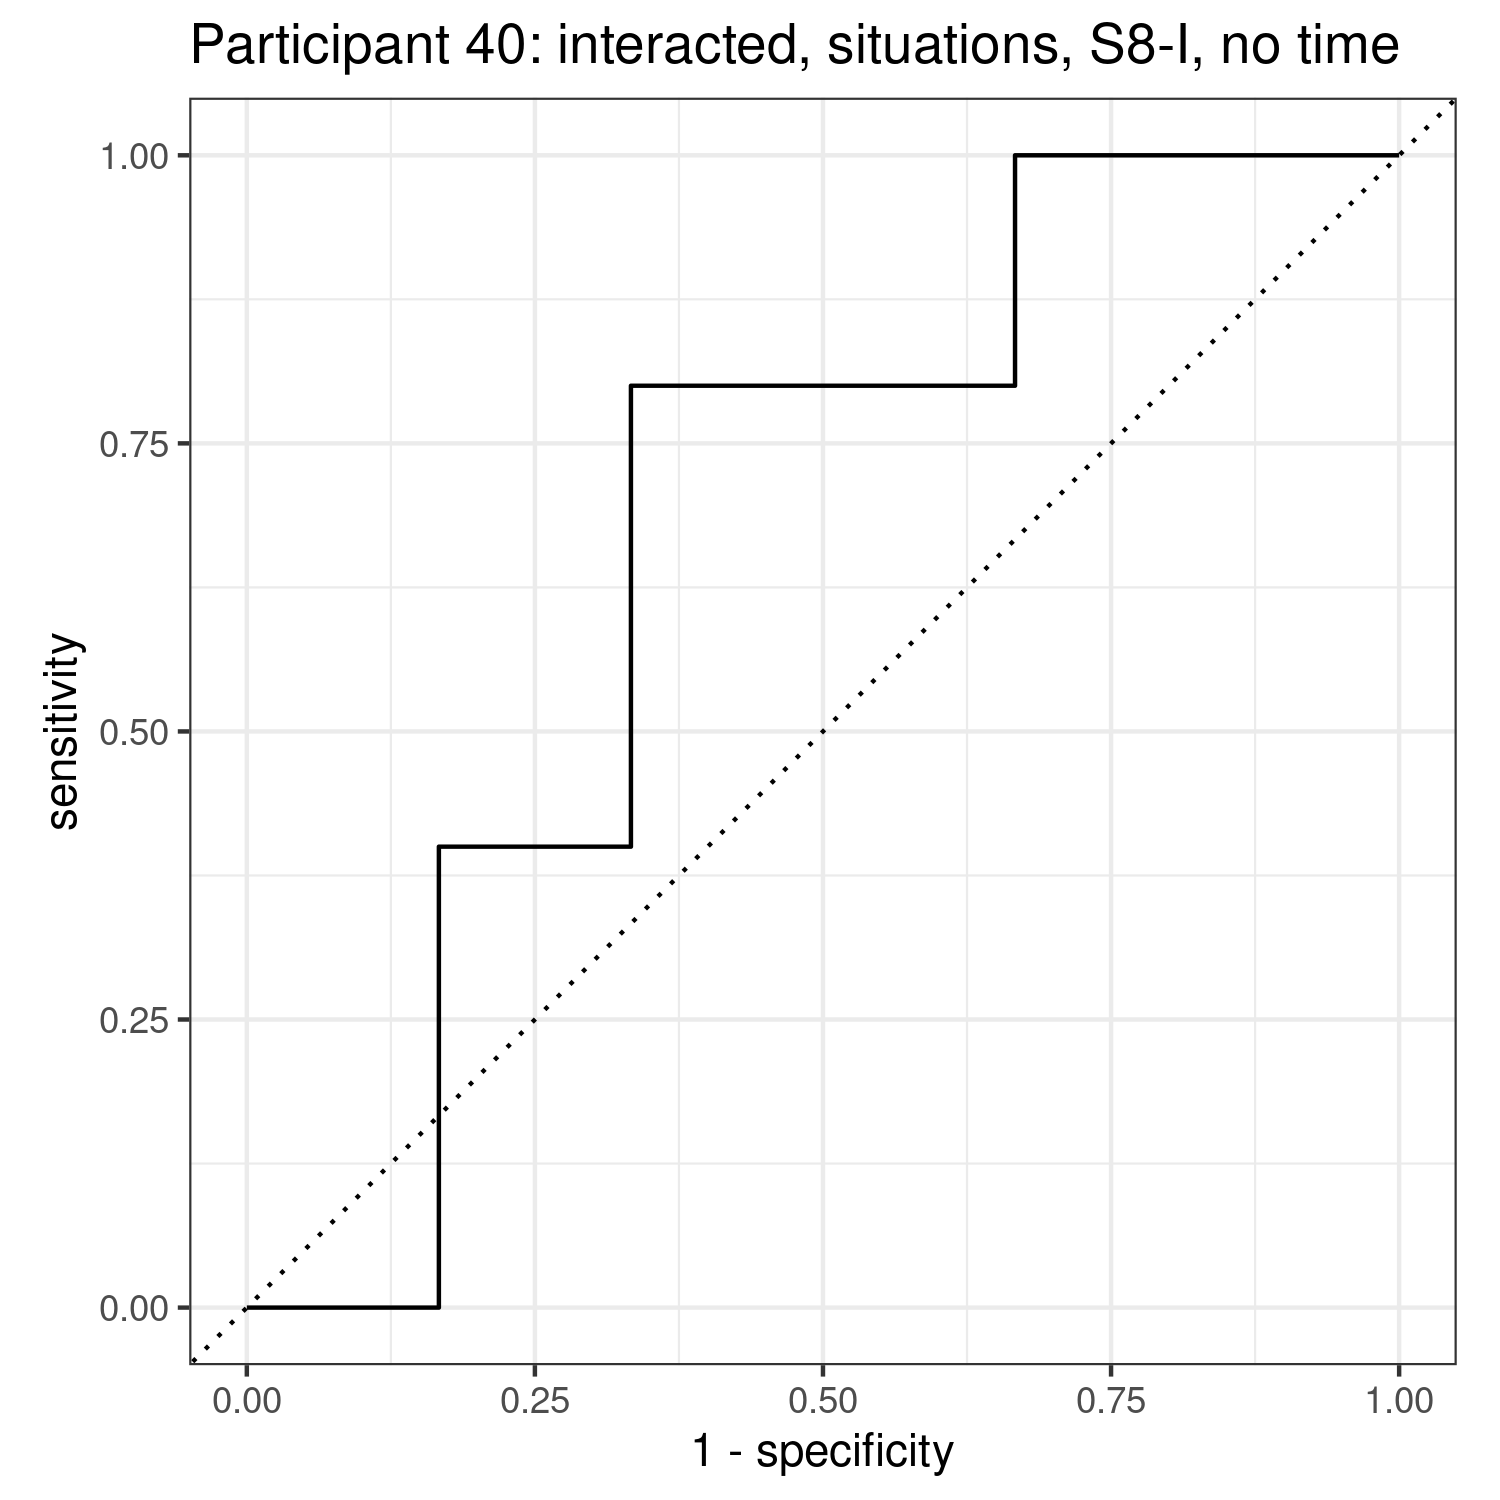 Participant 40: interacted, situations, S8-I, no time
1.00
0.75
0.50
0.25
0.00
sensitivity
0.00 0.25 0.50 0.75 1.00
1 - specificity